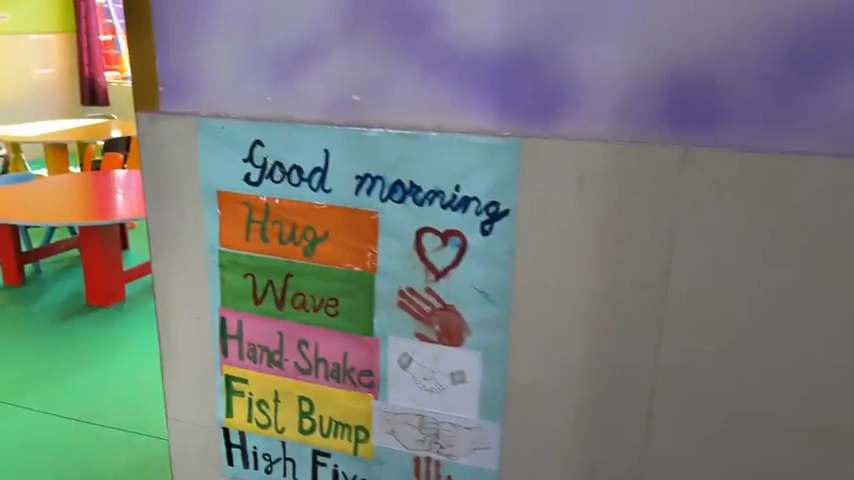 Good morning
Hug
Wave
Hand-Shake
Fist Bump
High Five